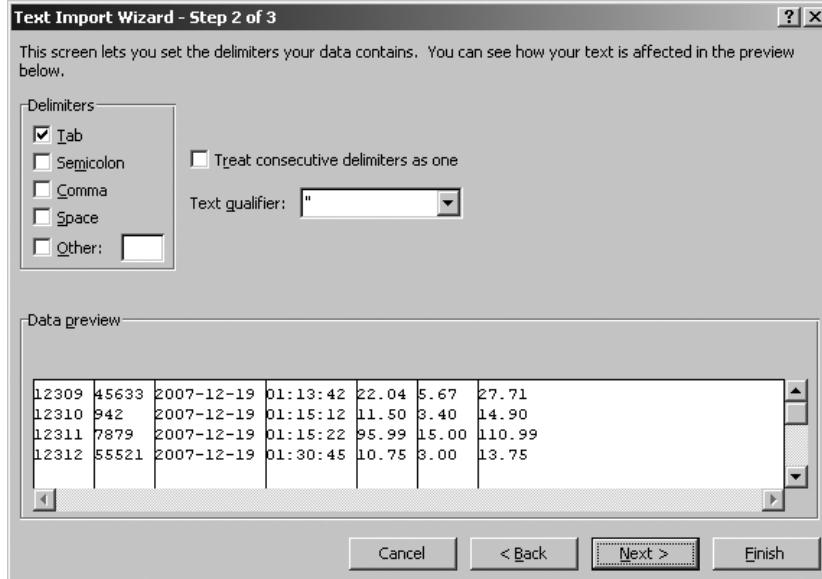 Text Import Wizard - Step 2 of 3
This screen lets you set the delimiters your data contains. You can see how your text is affected in the preview
below.
Delimiters
Tab
Semicolon
Comma
Space
Other:
Treat consecutive delimiters as one
Text qualifier: "
Data preview
12309 45633 2007-12-19 01:13:42 22.04 5.67 27.71
12310 942 2007-12-19 01:15:12 11.50 3.40 14.90
12311 7879 2007-12-19 01:15:22 95.99 15.00 110.99
12312 55521 2007-12-19 01:30:45 10.75 3.00 13.75
Cancel < Back Next > Finish